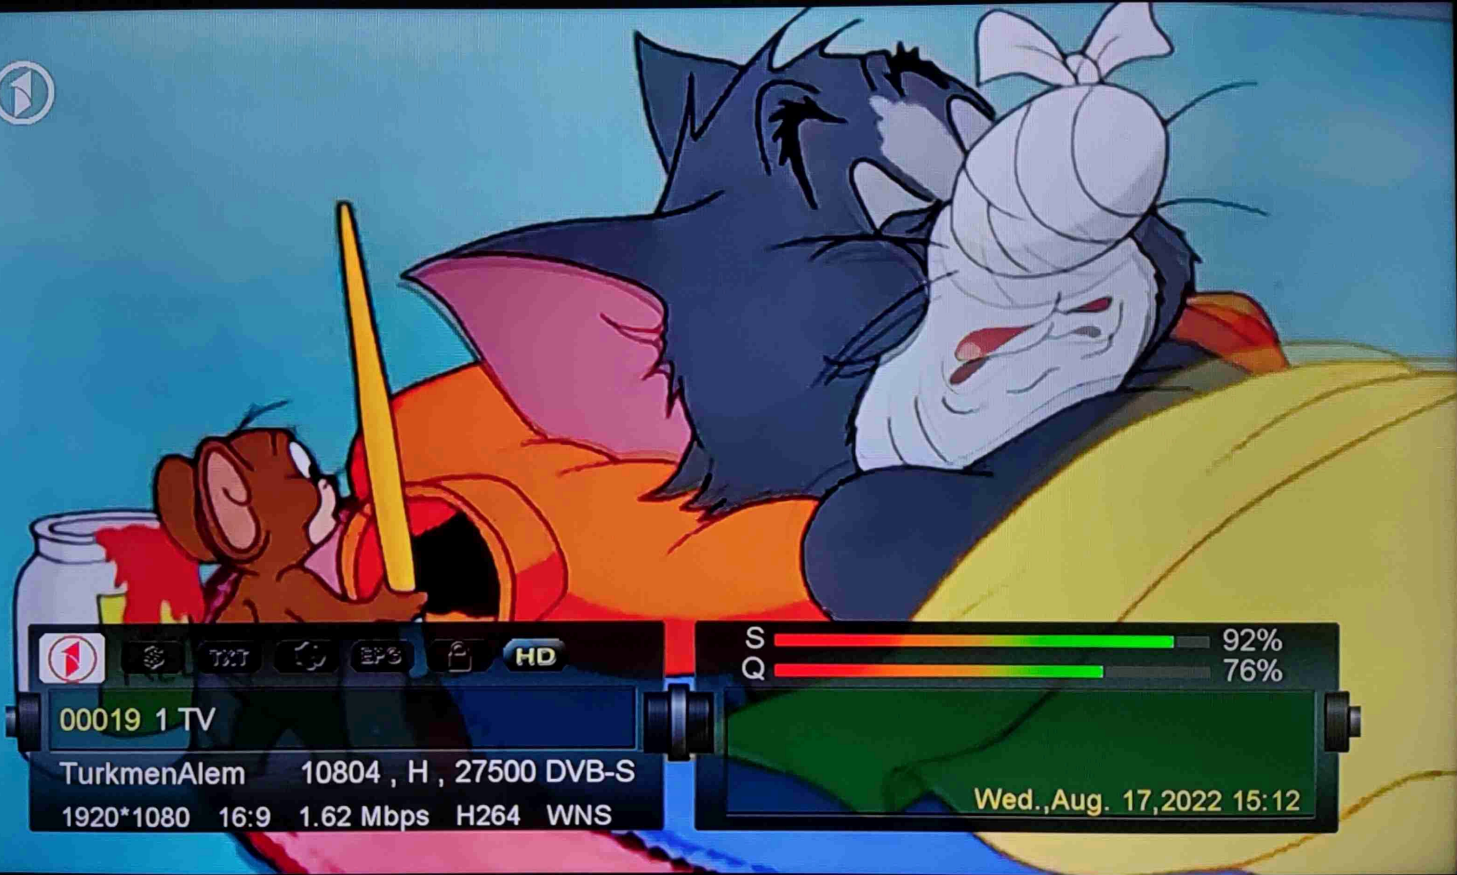 TXT EPG HD
00019 1 TV
TurkmenAlem 10804 , H , 27500 DVB-S
1920*1080 16:9 1.62 Mbps H264 WNS
S 92%
Q 76%
Wed.,Aug. 17,2022 15:12